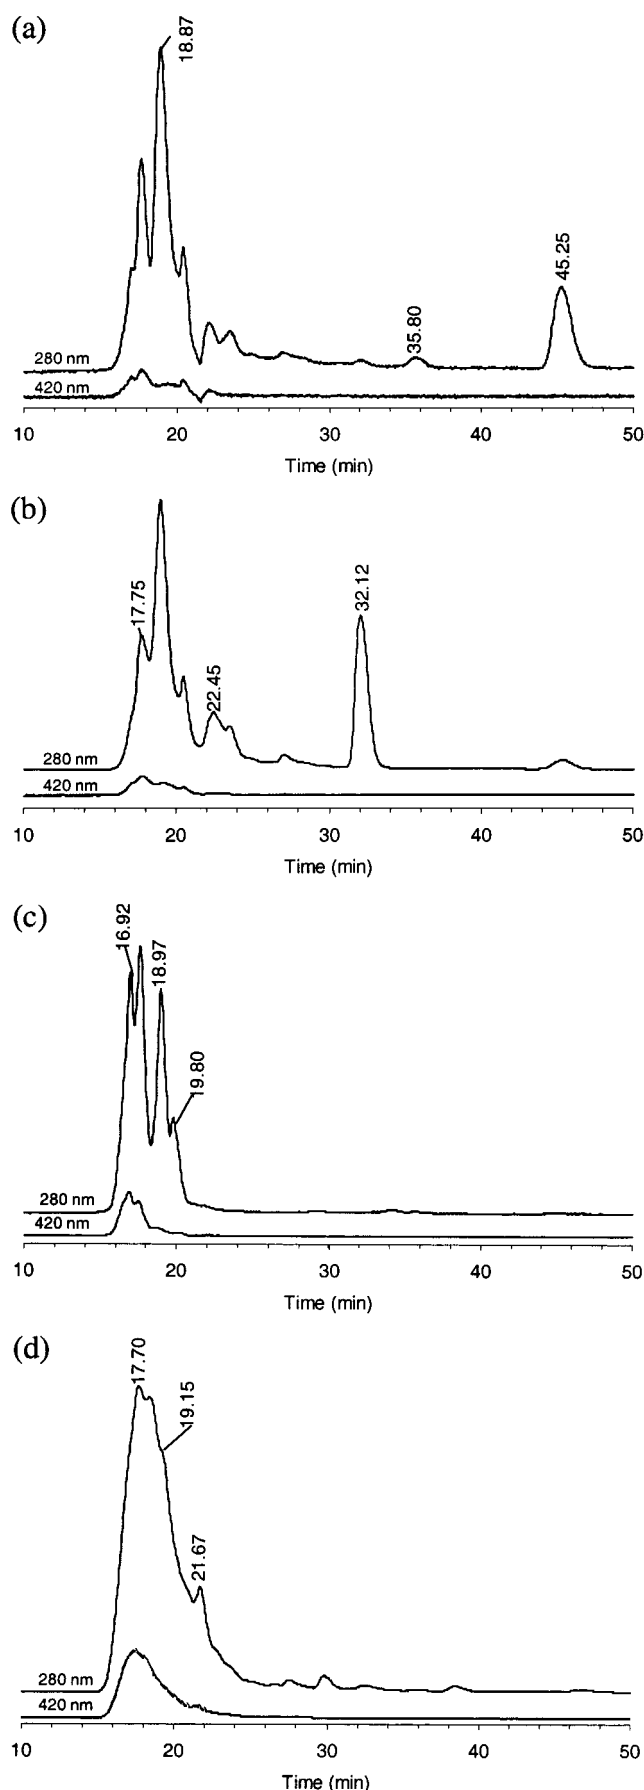 (a)
18.87
45.25
35.80
280 nm
420 nm
10 20 30 40 50
Time (min)
(b)
17.75
22.45
32.12
280 nm
420 nm
10 20 30 40 50
Time (min)
(c)
16.92
18.97
19.80
280 nm
420 nm
10 20 30 40 50
Time (min)
(d)
17.70
19.15
21.67
280 nm
420 nm
10 20 30 40 50
Time (min)